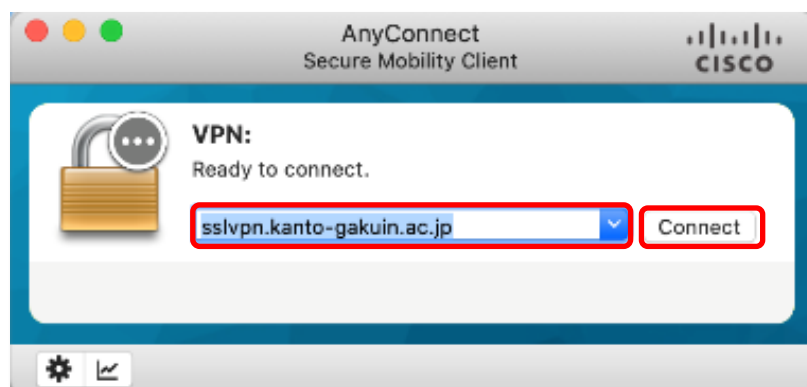 AnyConnect
Secure Mobility Client
CISCO
VPN:
Ready to connect.
sslvpn.kanto-gakuin.ac.jp
Connect